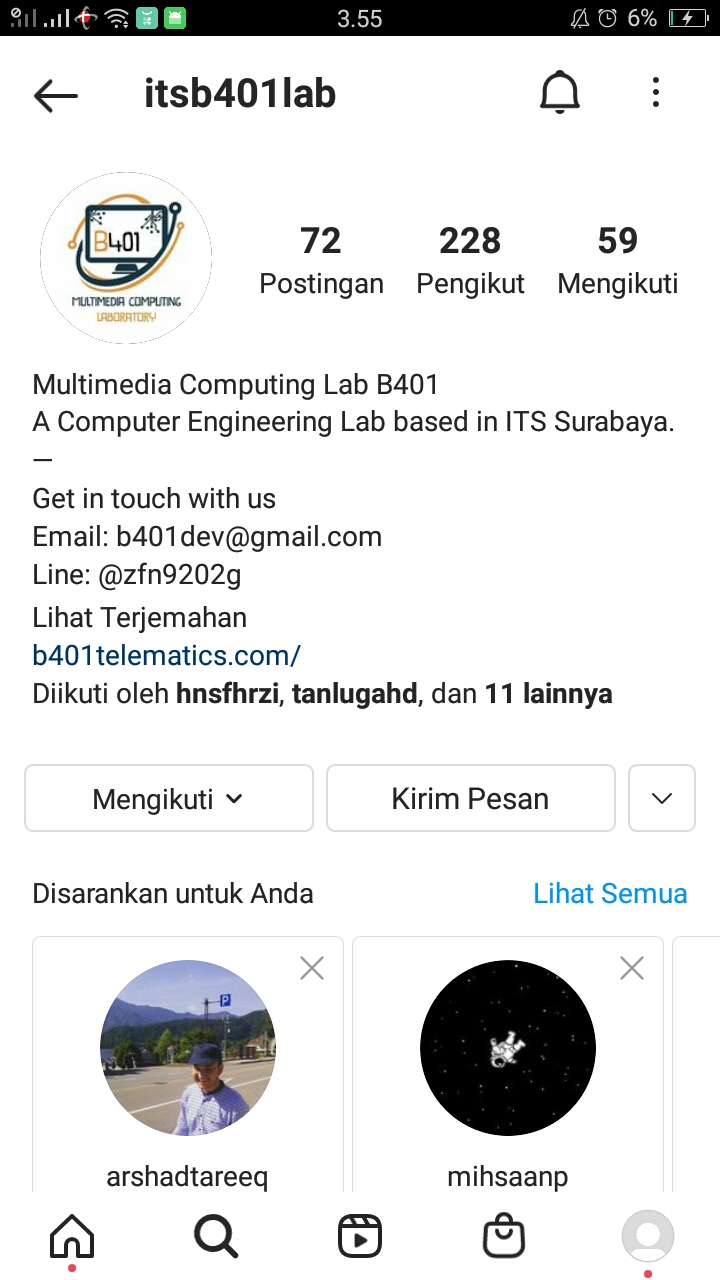 3.55
6%
itsb401lab
B401
MULTIMEDIA COMPUTING
LABORATORY
72 228 59
Postingan Pengikut Mengikuti
Multimedia Computing Lab B401
A Computer Engineering Lab based in ITS Surabaya.
—
Get in touch with us
Email: b401dev@gmail.com
Line: @zfn9202g
Lihat Terjemahan
b401telematics.com/
Diikuti oleh hnsfhrzi, tanlugahd, dan 11 lainnya
Mengikuti Kirim Pesan
Disarankan untuk Anda Lihat Semua
P
arshadtareeq mihsaanp